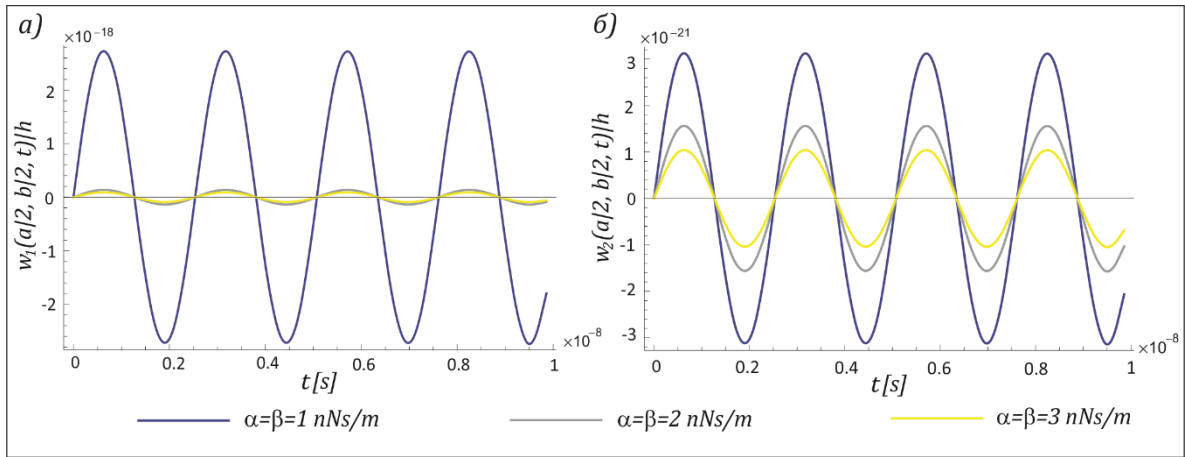 а)
×10⁻¹⁸
2
1
0
-1
-2
w₁(a|2, b|2, t)|h
0 0.2 0.4 0.6 0.8 1
×10⁻⁸
t[s]
б)
×10⁻²¹
3
2
1
0
-1
-2
-3
w₂(a|2, b|2, t)|h
0 0.2 0.4 0.6 0.8 1
×10⁻⁸
t[s]
α=β=1 nNs/m α=β=2 nNs/m α=β=3 nNs/m